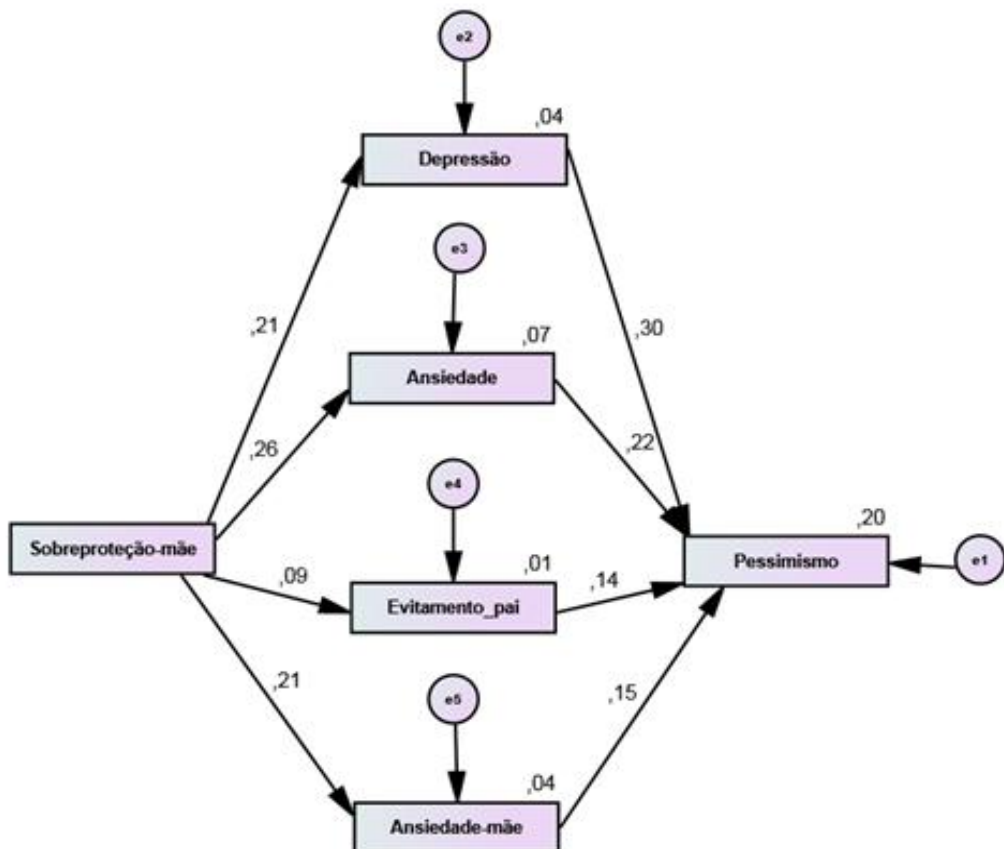 e2
,04
Depressão
e3
,21
,30
,07
Ansiedade
,26
,22
e4
,20
Sobreproteção-mãe
Pessimismo
e1
,09
,01
,14
Evitamento_pai
,21
e5
,15
,04
Ansiedade-mãe